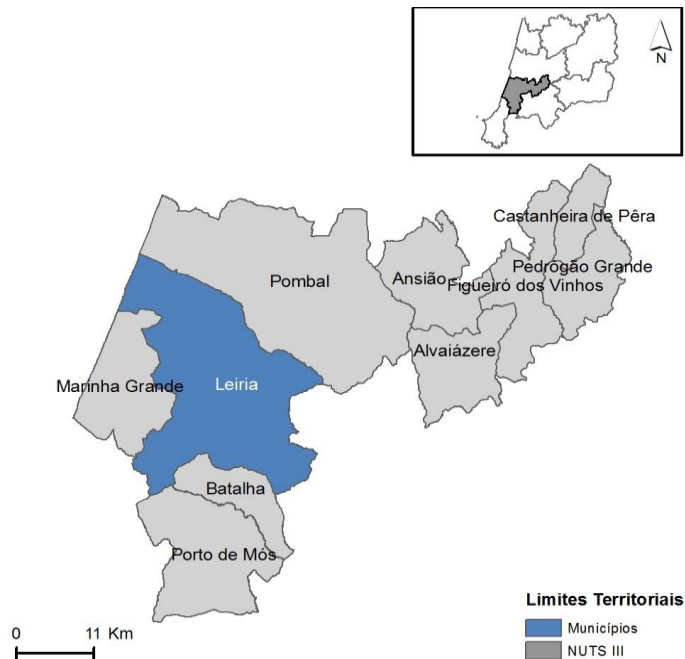 N
Castanheira de Pêra
Pombal
Ansião
Pedrogão Grande
Figueiró dos Vinhos
Alvaiázere
Marinha Grande
Leiria
Batalha
Porto de Mós
0 11 Km
Limites Territoriais
Municípios
NUTS III